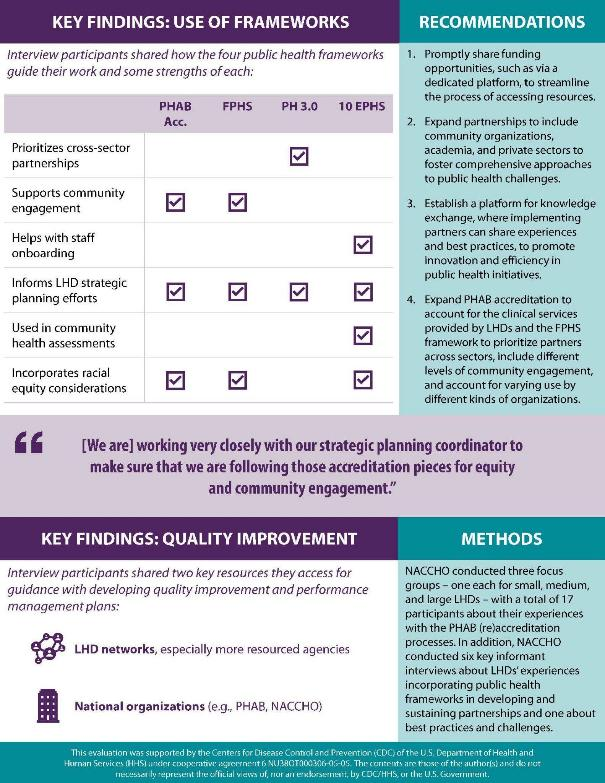 KEY FINDINGS: USE OF FRAMEWORKS
Interview participants shared how the four public health frameworks
guide their work and some strengths of each:
PHAB
Acc.
FPHS
PH 3.0
10 EPHS
Prioritizes cross-sector
partnerships
Supports community
engagement
Helps with staff
onboarding
Informs LHD strategic
planning efforts
Used in community
health assessments
Incorporates racial
equity considerations
RECOMMENDATIONS
1. Promptly share funding
opportunities, such as via a
dedicated platform, to streamline
the process of accessing resources.
2. Expand partnerships to include
community organizations,
academia, and private sectors to
foster comprehensive approaches
to public health challenges.
3. Establish a platform for knowledge
exchange, where implementing
partners can share experiences
and best practices, to promote
innovation and efficiency in
public health initiatives.
4. Expand PHAB accreditation to
account for the clinical services
provided by LHDs and the FPHS
framework to prioritize partners
across sectors, include different
levels of community engagement,
and account for varying use by
different kinds of organizations.
“ [We are] working very closely with our strategic planning coordinator to
make sure that we are following those accreditation pieces for equity
and community engagement.”
KEY FINDINGS: QUALITY IMPROVEMENT
Interview participants shared two key resources they access for
guidance with developing quality improvement and performance
management plans:
LHD networks, especially more resourced agencies
National organizations (e.g., PHAB, NACCHO)
METHODS
NACCHO conducted three focus
groups – one each for small, medium,
and large LHDs – with a total of 17
participants about their experiences
with the PHAB (re)accreditation
processes. In addition, NACCHO
conducted six key informant
interviews about LHDs' experiences
incorporating public health
frameworks in developing and
sustaining partnerships and one about
best practices and challenges.
This evaluation was supported by the Centers for Disease Control and Prevention (CDC) of the U.S. Department of Health and
Human Services (HHS) under cooperative agreement 6 NU38OT000306-05-05. The contents are those of the author(s) and do not
necessarily represent the official views of, nor an endorsement, by CDC/HHS, or the U.S. Government.